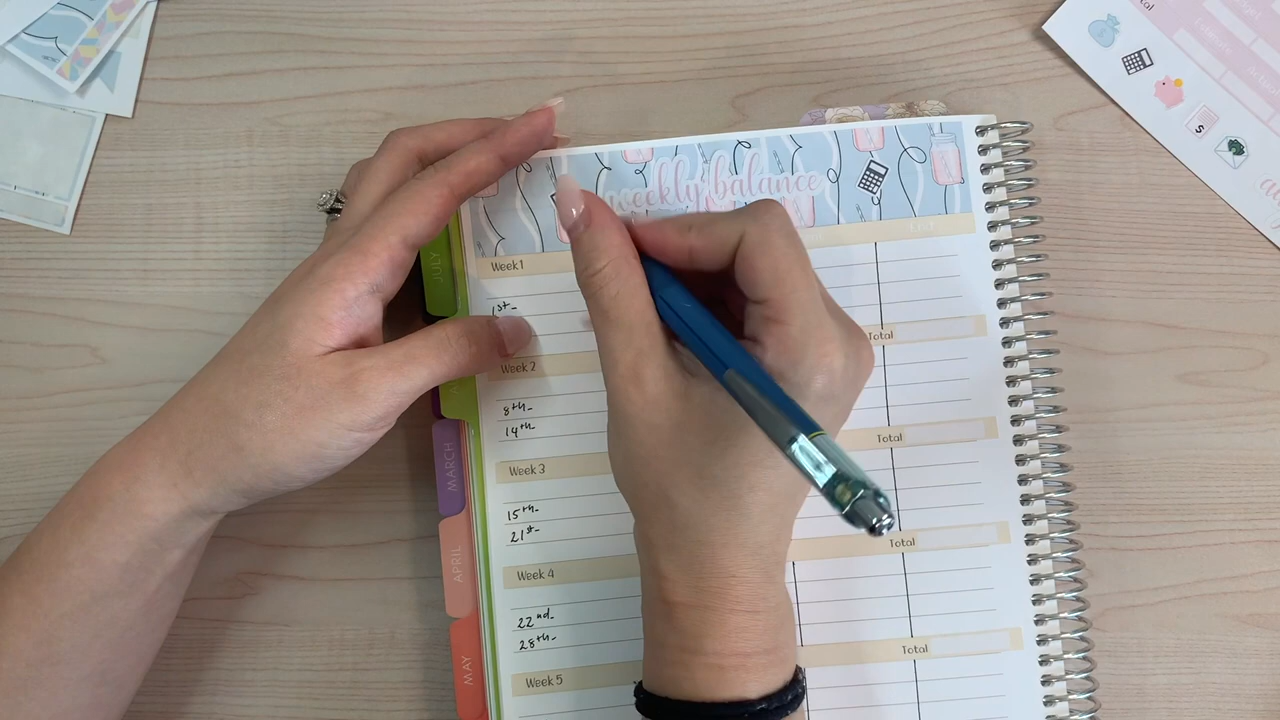 weekly balance
Week 1
1st-
Total
Week 2
8th-
14th-
Total
Week 3
15th-
21st-
Total
Week 4
22nd-
28th-
Total
Week 5
JULY
MARCH
APRIL
MAY